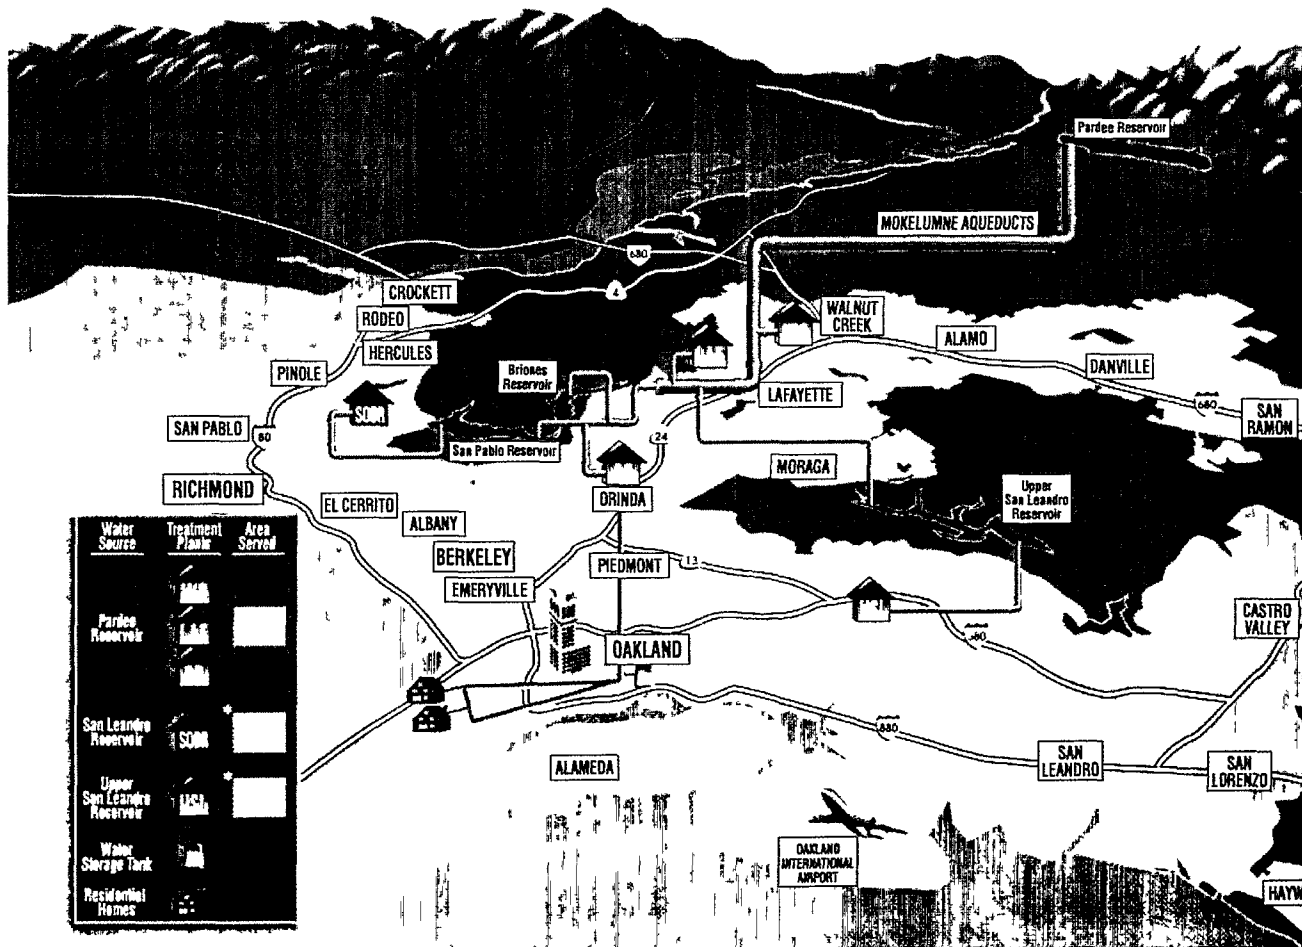 Pardee Reservoir
MOKELUMNE AQUEDUCTS
680
4
CROCKETT
RODEO
HERCULES
PINOLE
WALNUT
CREEK
ALAMO
DANVILLE
Briones
Reservoir
LAFAYETTE
680
SAN
RAMON
SOBR
SAN PABLO
80
San Pablo Reservoir
24
MORAGA
RICHMOND
ORINDA
Upper
San Leandro
Reservoir
EL CERRITO
ALBANY
BERKELEY
PIEDMONT
13
EMERYVILLE
CASTRO
VALLEY
OAKLAND
ALAMEDA
SAN
LEANDRO
SAN
LORENZO
OAKLAND
INTERNATIONAL
AIRPORT
HAYW
Water
Source
Treatment
Plants
Area
Served
Pardee
Reservoir
San Leandro
Reservoir
*
Upper
San Leandro
Reservoir
USL
*
Water
Storage Tank
Residential
Homes